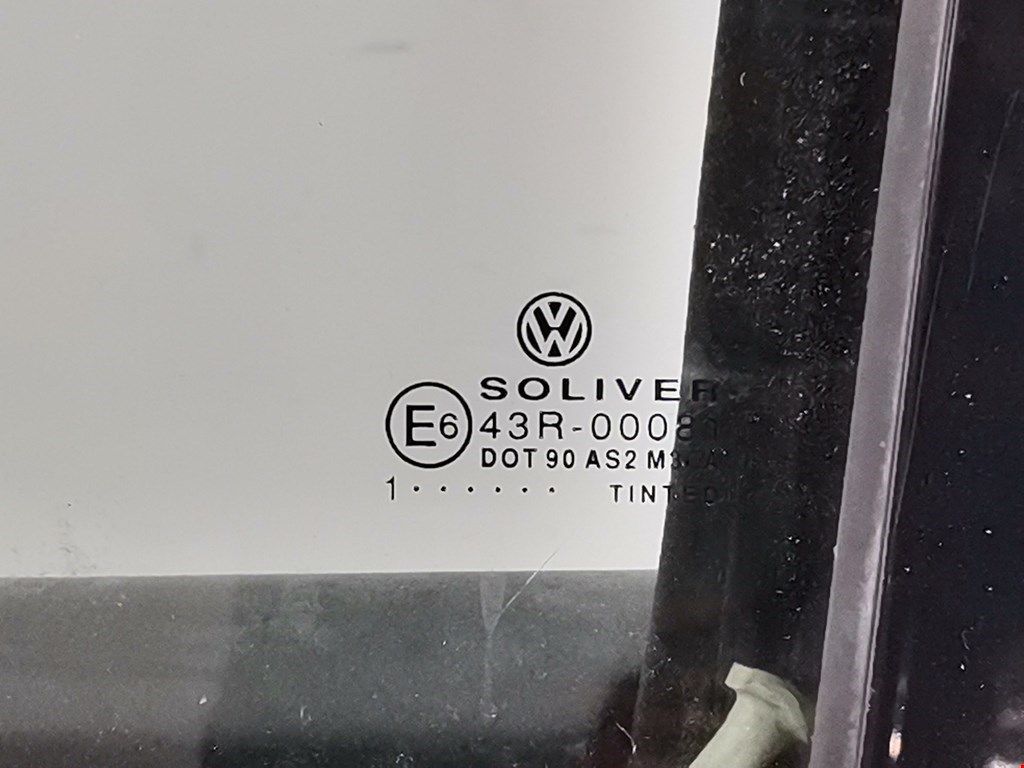 SOLIVER
E6 43R-0008
DOT 90 AS2
1 · · · · · · TINTED